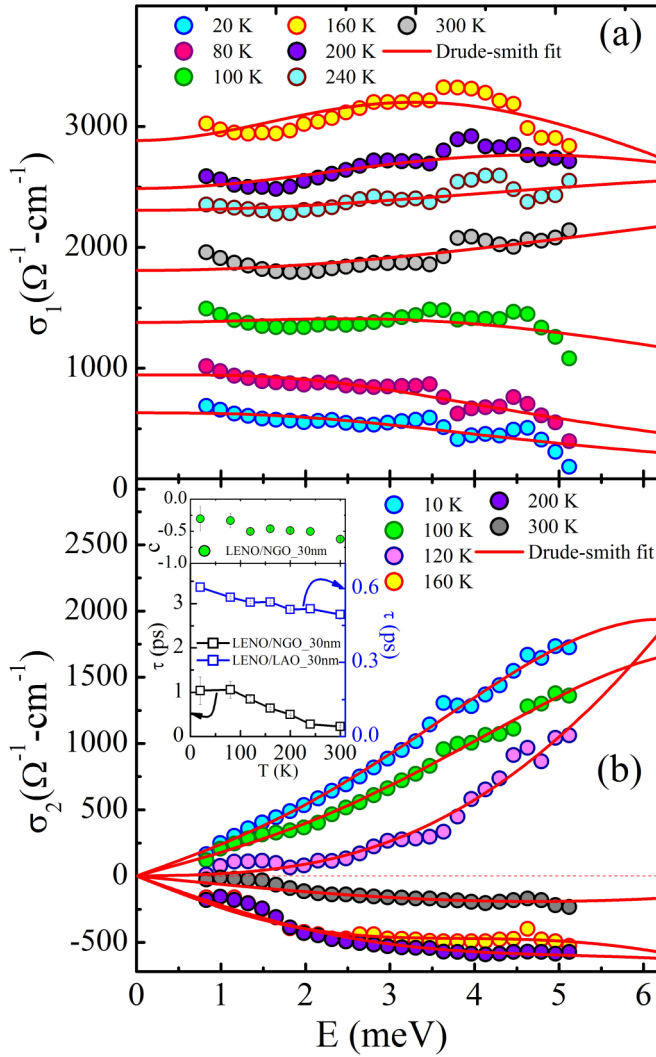 20 K 160 K 300 K (a)
80 K 200 K Drude-smith fit
100 K 240 K
3000
2000
1000
0
σ₁(Ω⁻¹-cm⁻¹)
10 K 200 K
100 K 300 K
120 K Drude-smith fit
160 K
2000
1500
1000
500
0
-500
σ₂(Ω⁻¹-cm⁻¹)
(b)
0.0
-0.5
-1.0
c
LENO/NGO_30nm
3
2
1
0
τ (ps)
0.6
0.3
0.0
τ (ps)
LENO/NGO_30nm
LENO/LAO_30nm
0 100 200 300
T (K)
0 1 2 3 4 5 6
E (meV)